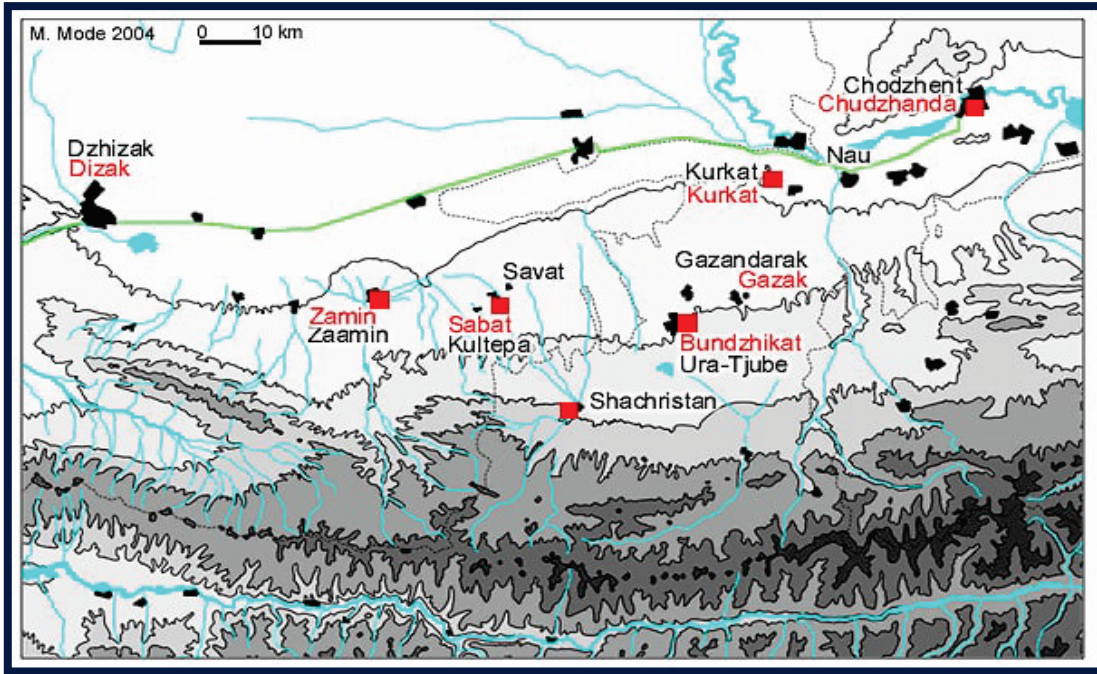 M. Mode 2004
0 10 km
Chodzhent
Chudzhanda
Dzhizak
Dizak
Nau
Kurkat
Kurkat
Gazandarak
Gazak
Savat
Zamin
Zaamin
Sabat
Kultepa
Bundzhikat
Ura-Tjube
Shachristan